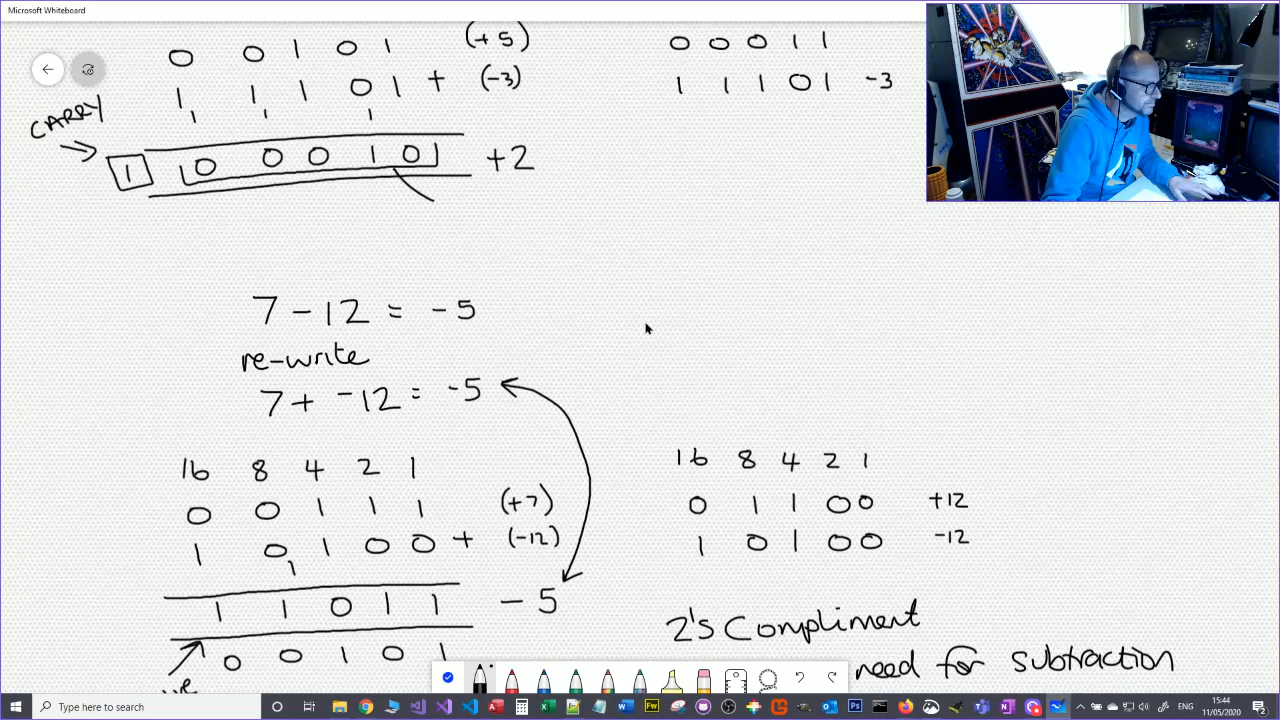 Microsoft Whiteboard
0 0 1 0 1 (+5)
1 1 1 0 1 + (-3)
1 1 1
CARRY
1 1 0 0 0 1 0 +2
0 0 0 1 1
1 1 1 0 1 -3
7 - 12 = -5
re-write
7 + -12 = -5
16 8 4 2 1
0 0 1 1 1 (+7)
1 0 1 0 0 + (-12)
1
1 1 0 1 1 -5
0 0 1 0 1
16 8 4 2 1
0 1 1 0 0 +12
1 0 1 0 0 -12
2's Compliment
need for subtraction
Type here to search
ENG
15:44
11/05/2020